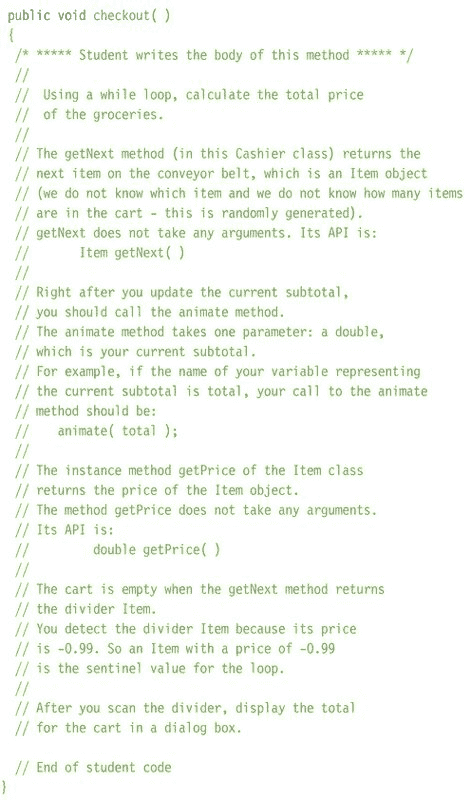 public void checkout( )
{
/* ***** Student writes the body of this method ***** */
//
// Using a while loop, calculate the total price
// of the groceries.
//
// The getNext method (in this Cashier class) returns the
// next item on the conveyor belt, which is an Item object
// (we do not know which item and we do not know how many items
// are in the cart - this is randomly generated).
// getNext does not take any arguments. Its API is:
// Item getNext( )
//
// Right after you update the current subtotal,
// you should call the animate method.
// The animate method takes one parameter: a double,
// which is your current subtotal.
// For example, if the name of your variable representing
// the current subtotal is total, your call to the animate
// method should be:
// animate( total );
//
// The instance method getPrice of the Item class
// returns the price of the Item object.
// The method getPrice does not take any arguments.
// Its API is:
// double getPrice( )
//
// The cart is empty when the getNext method returns
// the divider Item.
// You detect the divider Item because its price
// is -0.99. So an Item with a price of -0.99
// is the sentinel value for the loop.
//
// After you scan the divider, display the total
// for the cart in a dialog box.
// End of student code
}